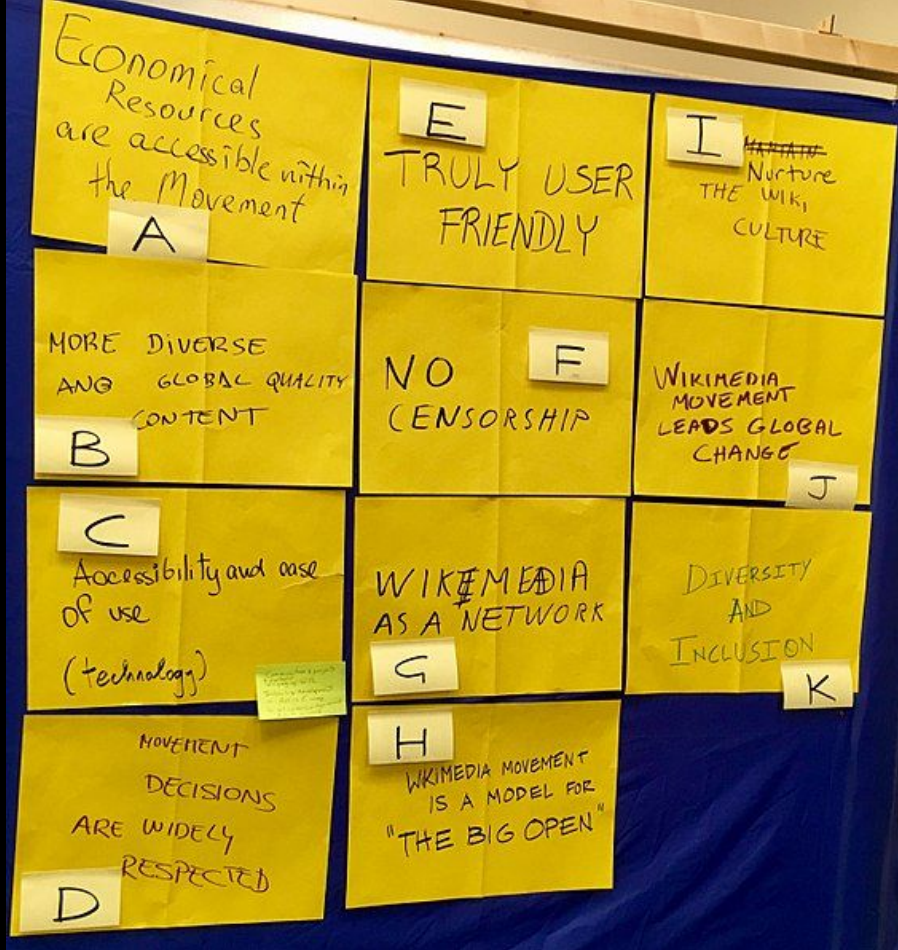 Economical
Resources
are accessible within
the Movement
A
MORE DIVERSE
AND GLOBAL QUALITY
CONTENT
B
C
Accessibility and ease
of use
(technology)
MOVEMENT
DECISIONS
ARE WIDELY
RESPECTED
D
E
TRULY USER
FRIENDLY
F
NO
CENSORSHIP
WIKIMEDIA
AS A NETWORK
G
H
WKIMEDIA MOVEMENT
IS A MODEL FOR
"THE BIG OPEN"
I
Nurture
THE WIKI
CULTURE
WIKIMEDIA
MOVEMENT
LEADS GLOBAL
CHANGE
J
DIVERSITY
AND
INCLUSION
K